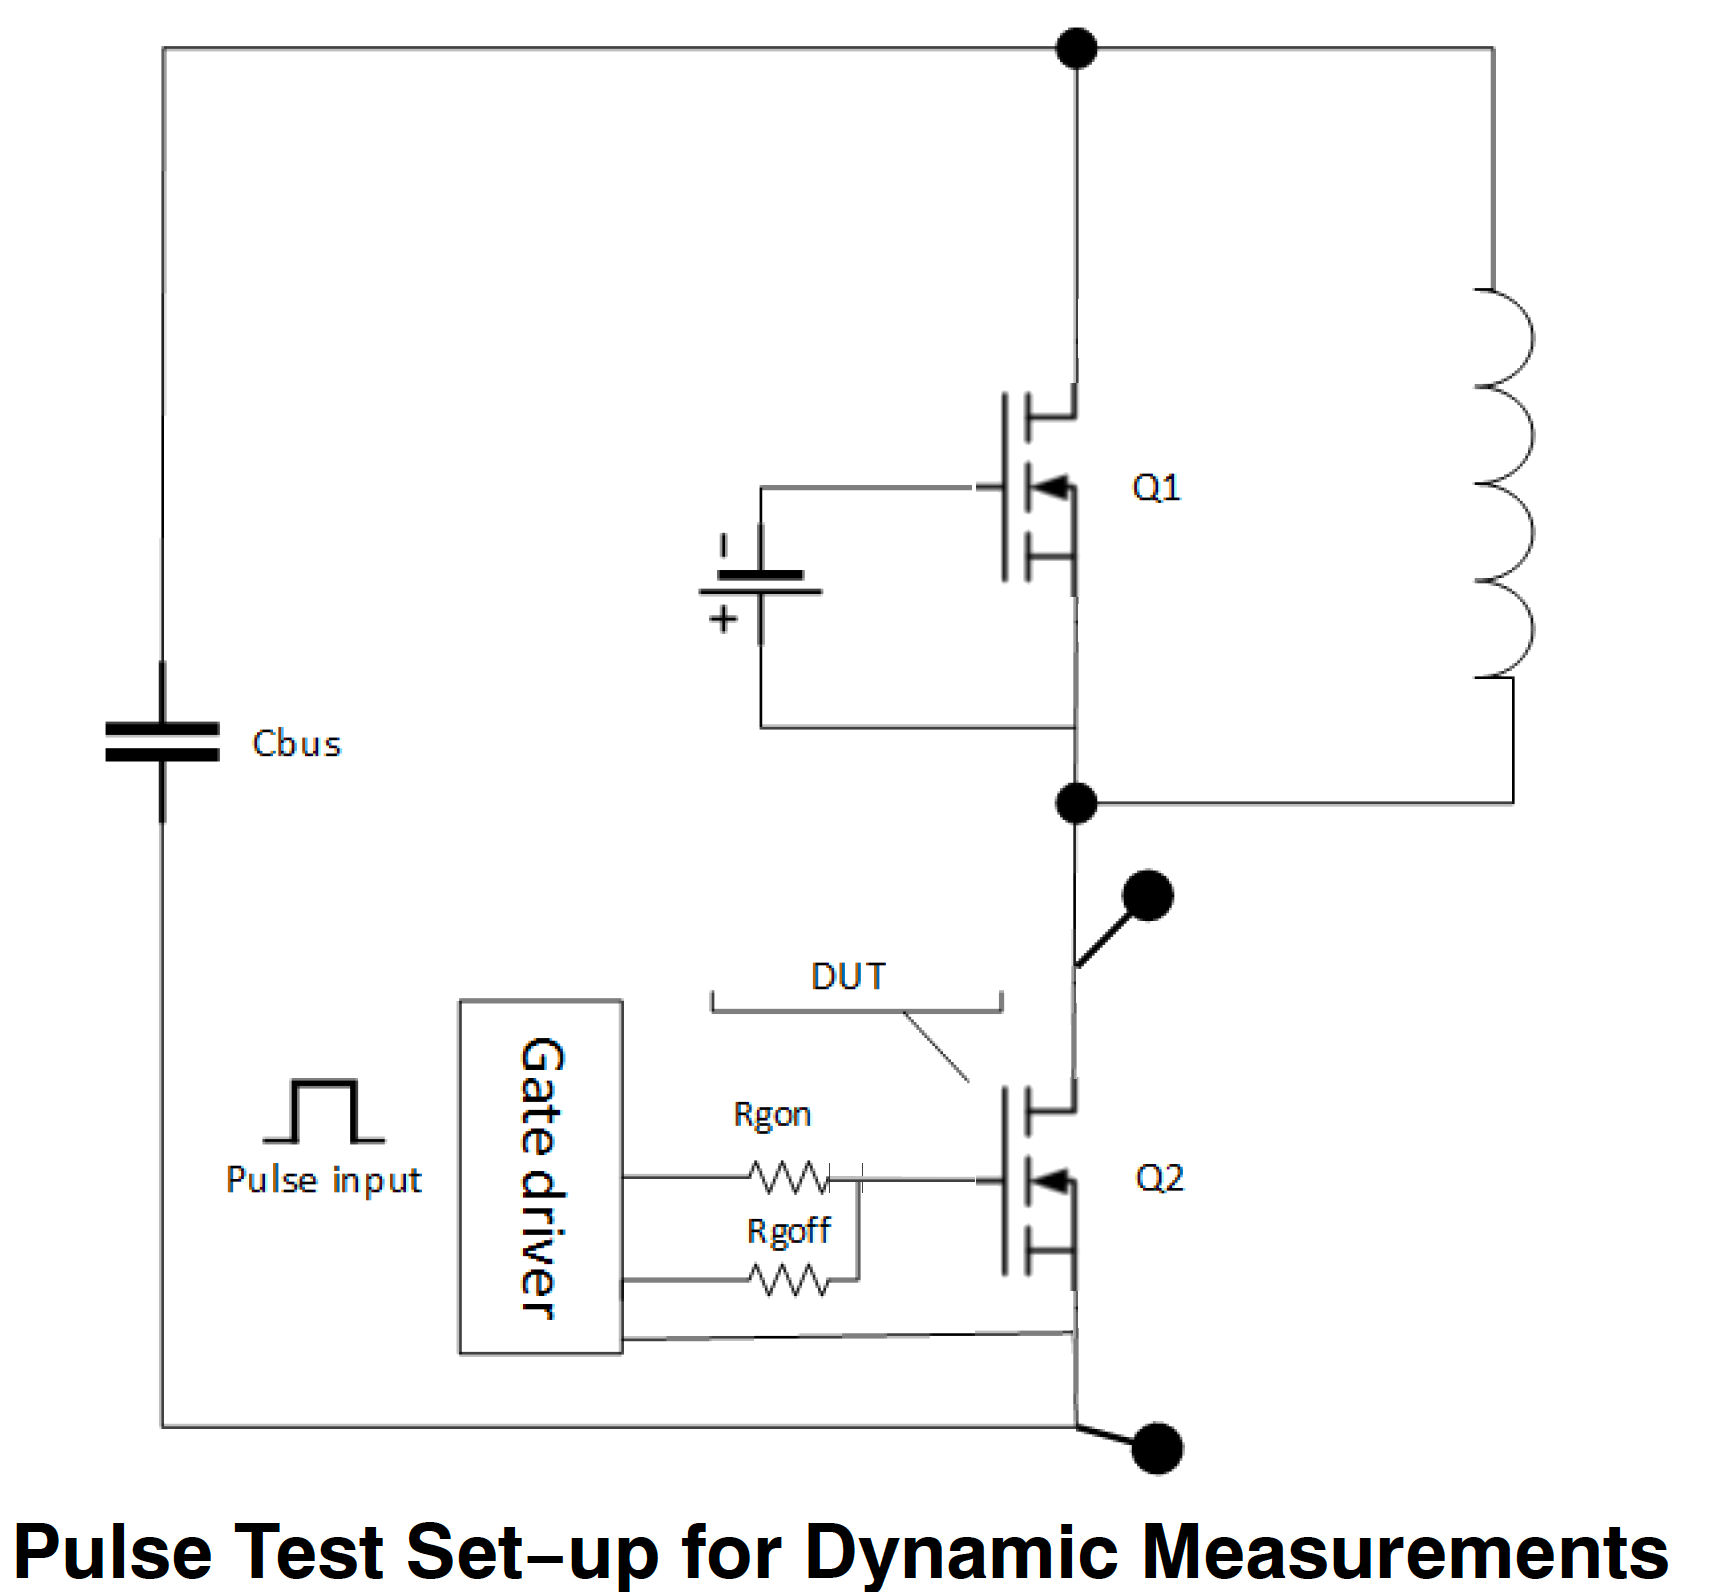 Q1
-
+
Cbus
DUT
Gate driver
Rgon
Pulse input
Q2
Rgoff
Pulse Test Set–up for Dynamic Measurements